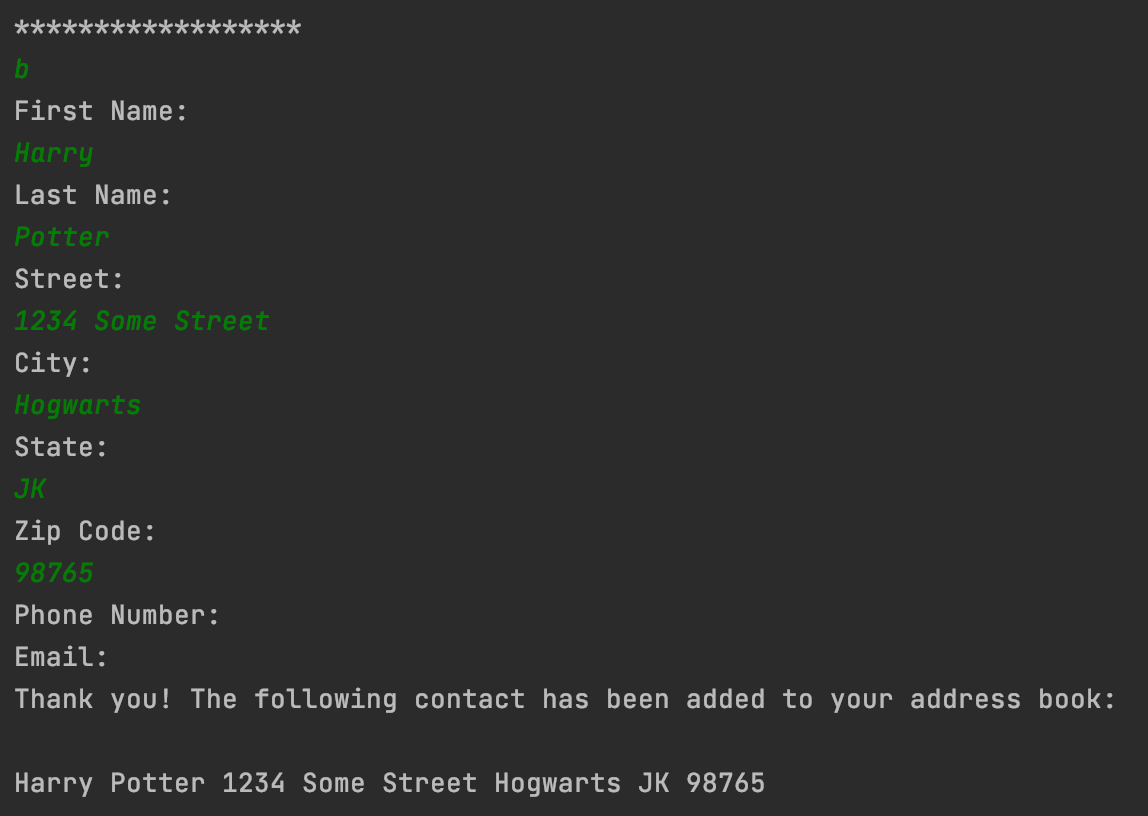 ******************
b
First Name:
Harry
Last Name:
Potter
Street:
1234 Some Street
City:
Hogwarts
State:
JK
Zip Code:
98765
Phone Number:
Email:
Thank you! The following contact has been added to your address book:
Harry Potter 1234 Some Street Hogwarts JK 98765